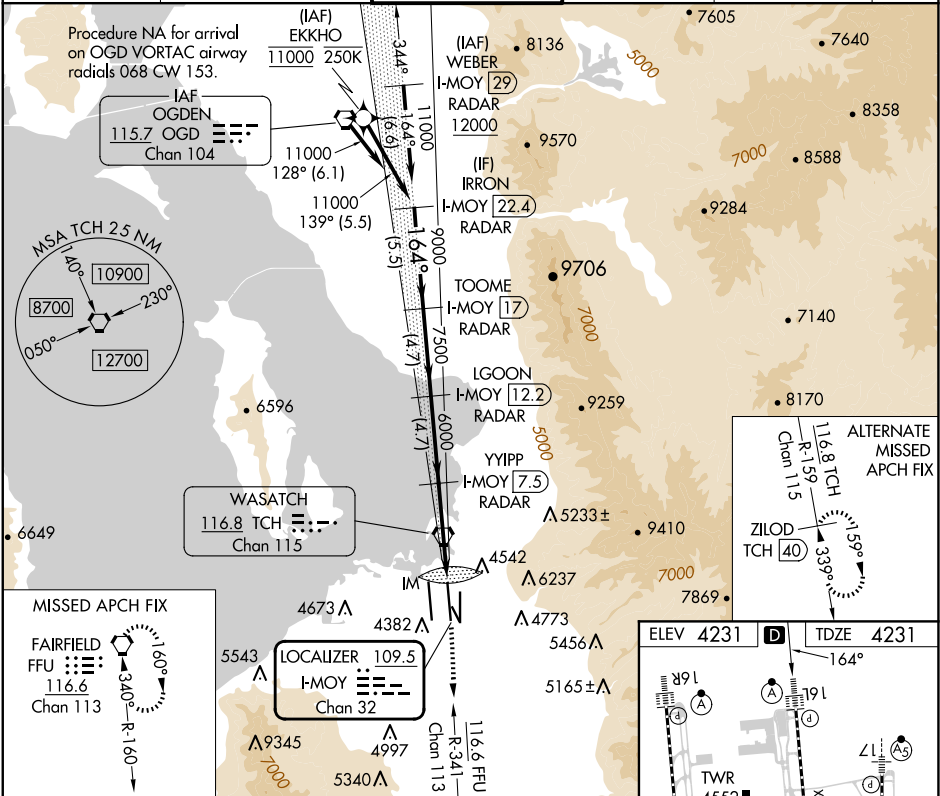 Procedure NA for arrival
on OGD VORTAC airway
radials 068 CW 153.
(IAF)
EKKHO
11000 250K
IAF
OGDEN
115.7 OGD
Chan 104
344°
11000
164°
(6.6)
11000
128° (6.1)
11000
139° (5.5)
(IAF)
WEBER
I-MOY 29
RADAR
12000
(IF)
IRRON
I-MOY 22.4
RADAR
164°
9000
(5.5)
TOOME
I-MOY 17
RADAR
7500
(4.7)
LGOON
I-MOY 12.2
RADAR
6000
(4.7)
YYIPP
I-MOY 7.5
RADAR
8136
7605
7640
5000
8358
9570
7000
8588
9284
9706
7000
7140
8170
9259
5000
6596
6649
MSA TCH 25 NM
140°
10900
8700
230°
050°
12700
WASATCH
116.8 TCH
Chan 115
5233 ±
9410
7000
7869
4542
6237
IM
4673
4382
4773
5456
5165 ±
5543
9345
7000
4997
5340
N
LOCALIZER 109.5
I-MOY
Chan 32
116.6 FFU
R-341
Chan 113
ALTERNATE
MISSED
APCH FIX
116.8 TCH
R-159
Chan 115
ZILOD
TCH 40
159°
339°
MISSED APCH FIX
FAIRFIELD
FFU
116.6
Chan 113
160°
340°
R-160
ELEV 4231
D
TDZE 4231
164°
16R
A
P
A
16L
P
17
A5
P
TWR
4552
X